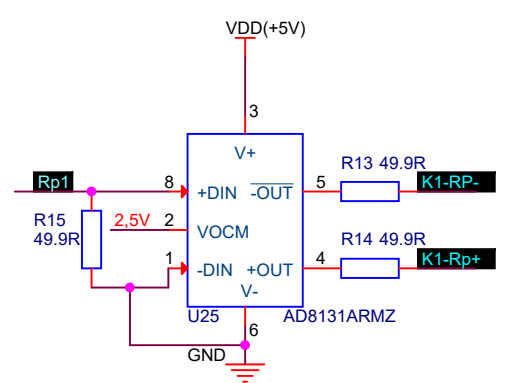 VDD(+5V)
3
V+
R13 49.9R
Rp1
8
+DIN
-OUT
5
K1-RP-
R15
49.9R
2,5V
2
VOCM
R14 49.9R
1
-DIN
+OUT
4
K1-Rp+
V-
U25
AD8131ARMZ
6
GND